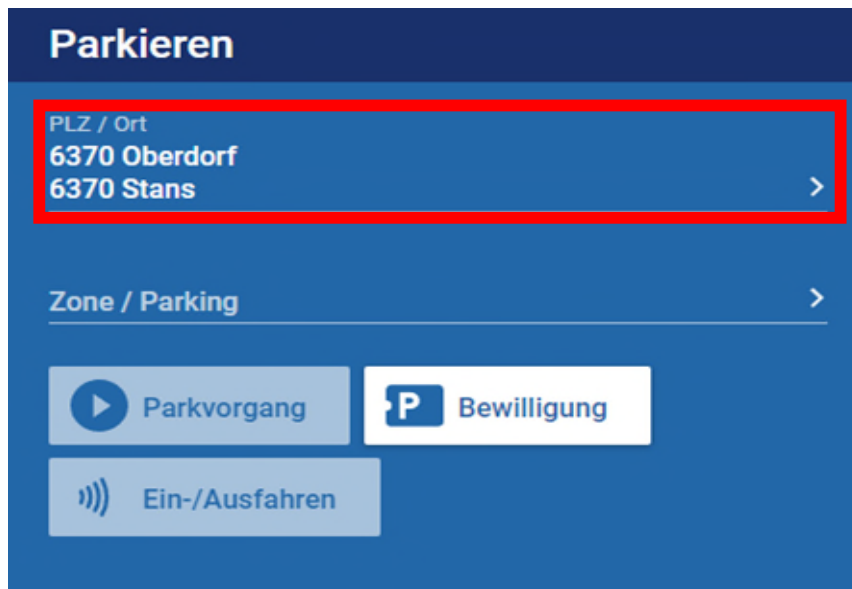 Parkieren
PLZ / Ort
6370 Oberdorf
6370 Stans
Zone / Parking
Parkvorgang
P Bewilligung
Ein-/Ausfahren